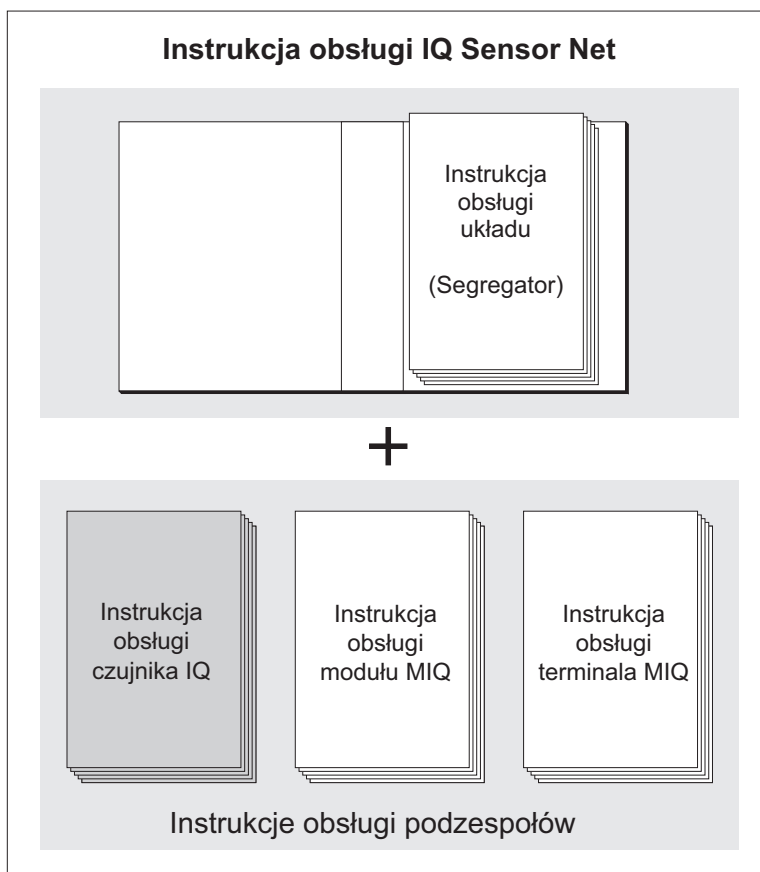 Instrukcja obsługi IQ Sensor Net
Instrukcja
obsługi
układu
(Segregator)
+
Instrukcja
obsługi
czujnika IQ
Instrukcja
obsługi
modułu MIQ
Instrukcja
obsługi
terminala MIQ
Instrukcje obsługi podzespołów